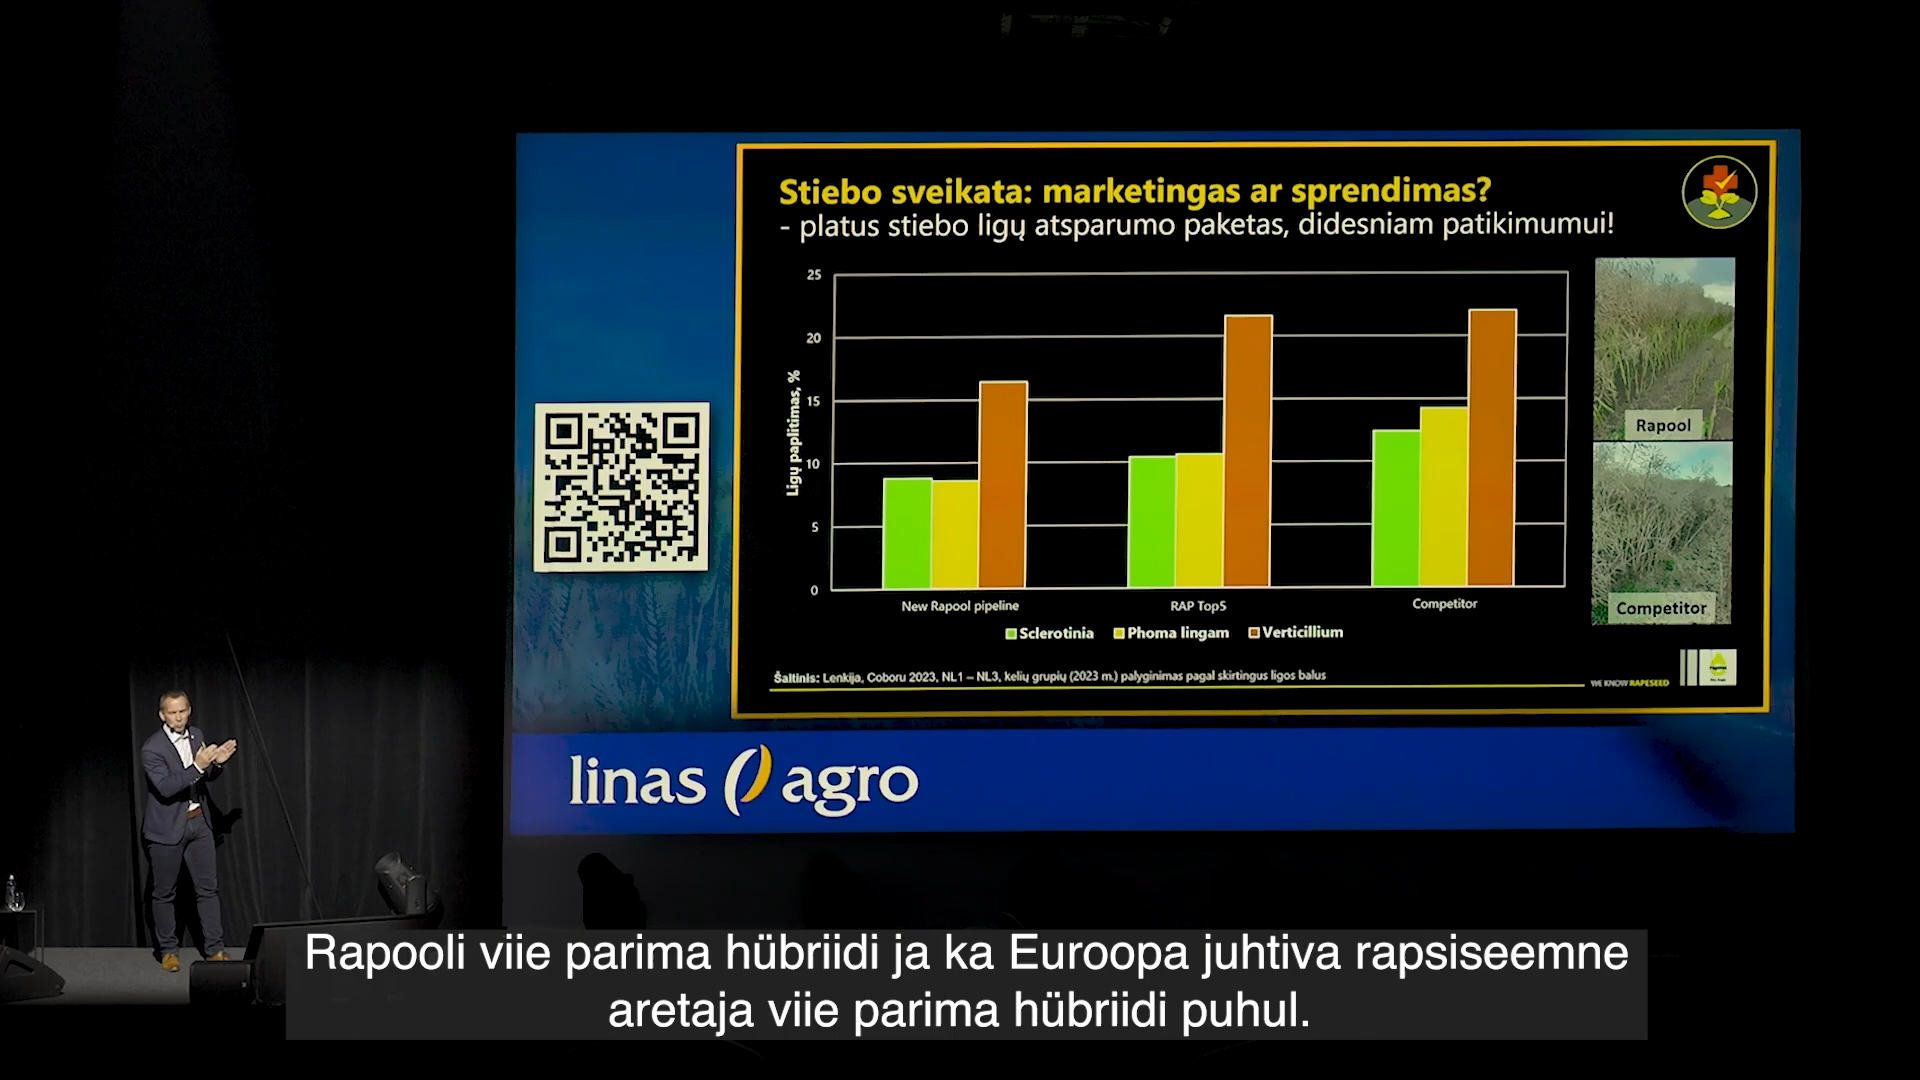 Stiebo sveikata: marketingas ar sprendimas?
- platus stiebo ligų atsparumo paketas, didesniam patikimumui!
Ligų paplitimas, %
25
20
15
10
5
0
New Rapool pipeline
RAP Top5
Competitor
Sclerotinia
Phoma lingam
Verticillium
Rapool
Competitor
Šaltinis: Lenkija, Coboru 2023, NL1 – NL3, kelių grupių (2023 m.) palyginimas pagal skirtingus ligos balus
WE KNOW RAPESEED
linas agro
Rapooli viie parima hübriidi ja ka Euroopa juhtiva rapsiseemne
aretaja viie parima hübriidi puhul.